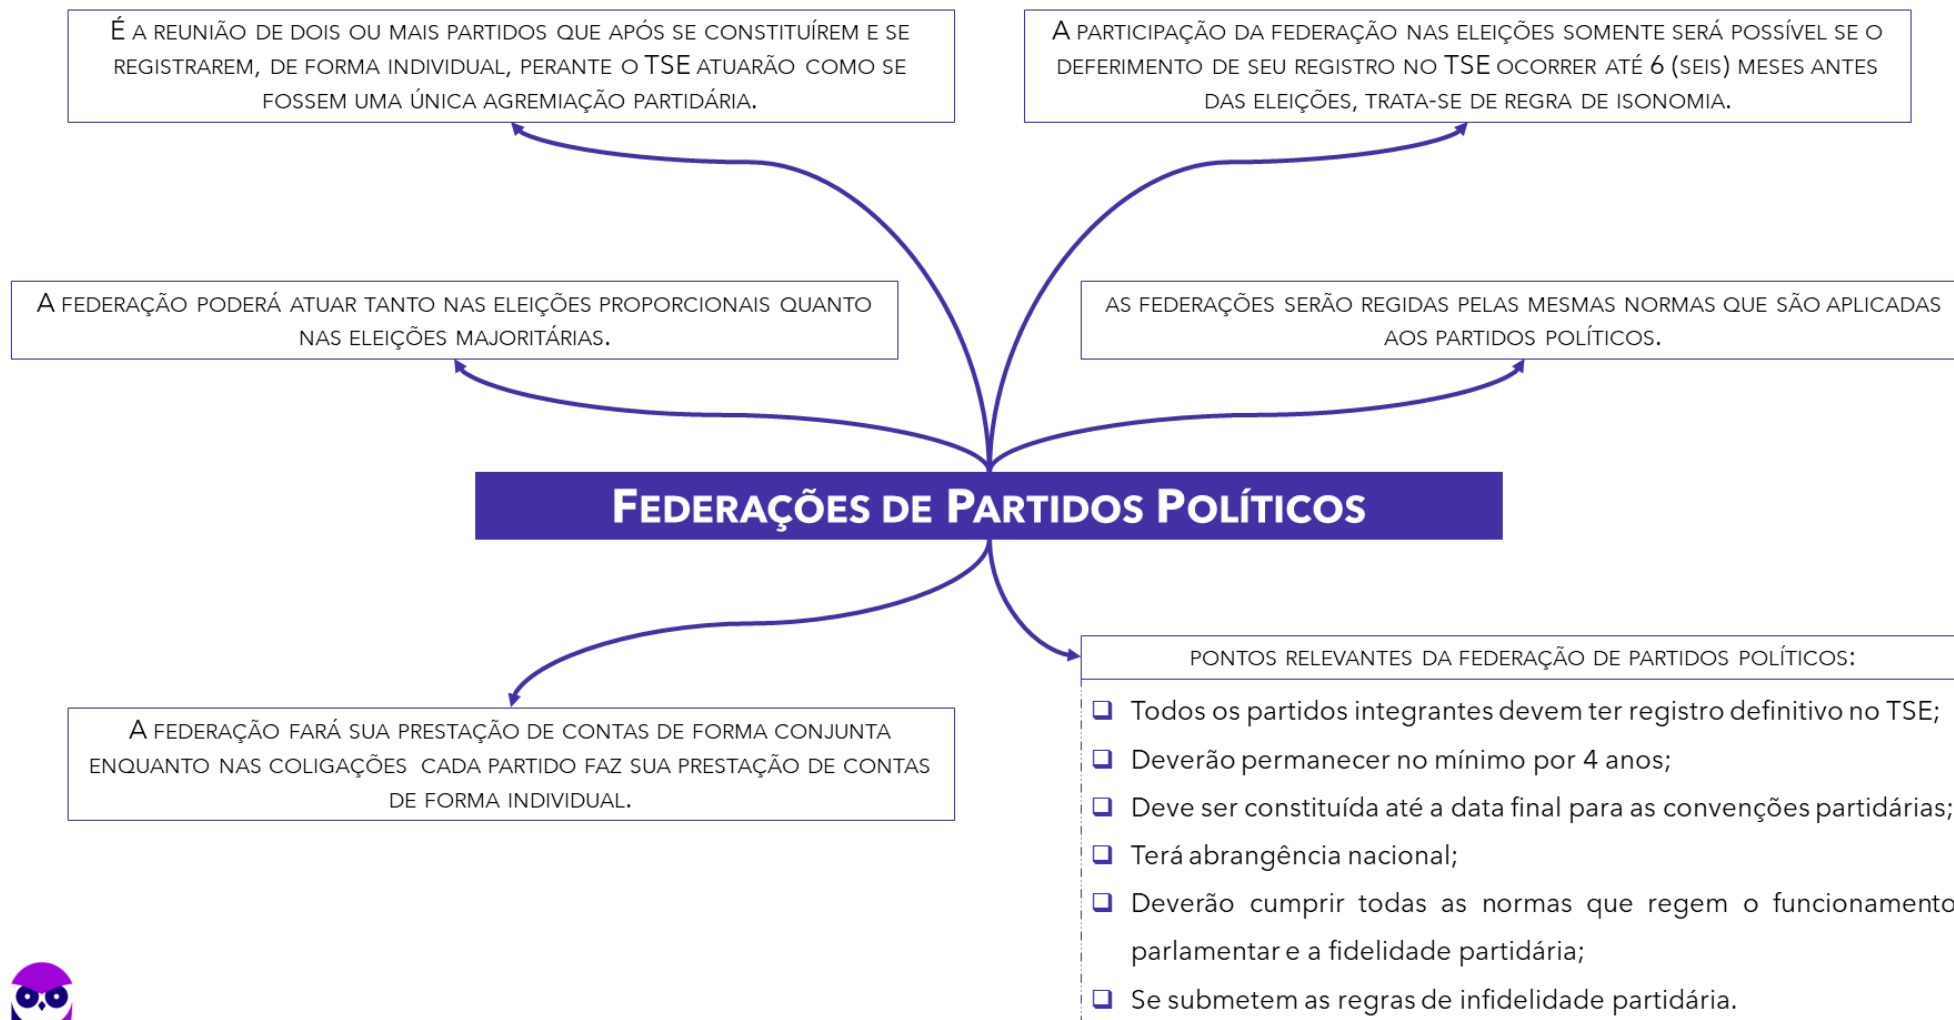 É A REUNIÃO DE DOIS OU MAIS PARTIDOS QUE APÓS SE CONSTITUÍREM E SE
REGISTRAREM, DE FORMA INDIVIDUAL, PERANTE O TSE ATUARÃO COMO SE
FOSSEM UMA ÚNICA AGREMIAÇÃO PARTIDÁRIA.
A PARTICIPAÇÃO DA FEDERAÇÃO NAS ELEIÇÕES SOMENTE SERÁ POSSÍVEL SE O
DEFERIMENTO DE SEU REGISTRO NO TSE OCORRER ATÉ 6 (SEIS) MESES ANTES
DAS ELEIÇÕES, TRATA-SE DE REGRA DE ISONOMIA.
A FEDERAÇÃO PODERÁ ATUAR TANTO NAS ELEIÇÕES PROPORCIONAIS QUANTO
NAS ELEIÇÕES MAJORITÁRIAS.
AS FEDERAÇÕES SERÃO REGIDAS PELAS MESMAS NORMAS QUE SÃO APLICADAS
AOS PARTIDOS POLÍTICOS.
FEDERAÇÕES DE PARTIDOS POLÍTICOS
A FEDERAÇÃO FARÁ SUA PRESTAÇÃO DE CONTAS DE FORMA CONJUNTA
ENQUANTO NAS COLIGAÇÕES CADA PARTIDO FAZ SUA PRESTAÇÃO DE CONTAS
DE FORMA INDIVIDUAL.
PONTOS RELEVANTES DA FEDERAÇÃO DE PARTIDOS POLÍTICOS:
Todos os partidos integrantes devem ter registro definitivo no TSE;
Deverão permanecer no mínimo por 4 anos;
Deve ser constituída até a data final para as convenções partidárias;
Terá abrangência nacional;
Deverão cumprir todas as normas que regem o funcionamento
parlamentar e a fidelidade partidária;
Se submetem as regras de infidelidade partidária.